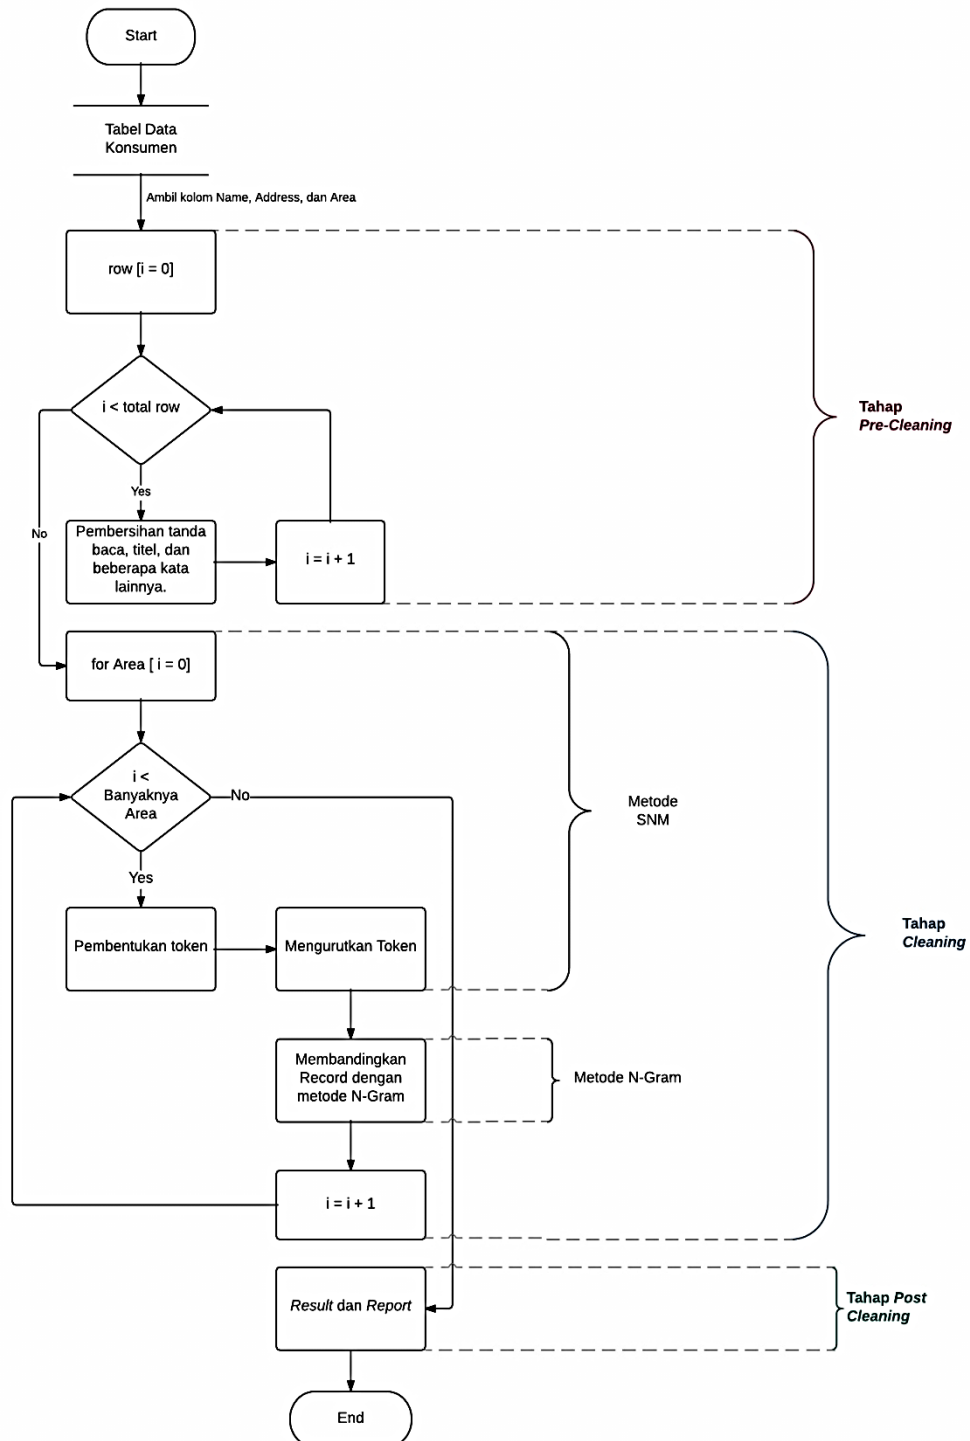 Start
Tabel Data
Konsumen
Ambil kolom Name, Address, dan Area
row [i = 0]
i < total row
Tahap
Pre-Cleaning
Yes
No
Pembersihan tanda
baca, titel, dan
beberapa kata
lainnya.
i = i + 1
for Area [ i = 0]
i <
Banyaknya
Area
No
Metode
SNM
Yes
Pembentukan token
Mengurutkan Token
Tahap
Cleaning
Membandingkan
Record dengan
metode N-Gram
Metode N-Gram
i = i + 1
Result dan Report
Tahap Post
Cleaning
End